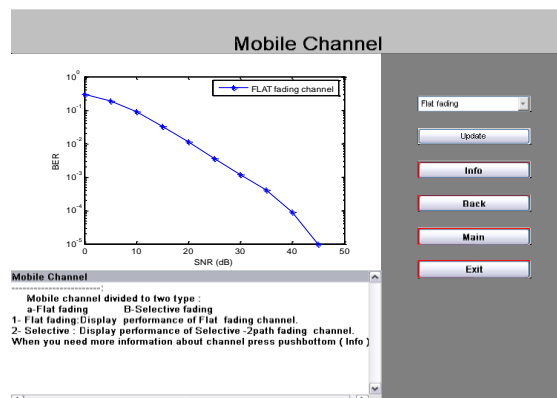 Mobile Channel
10^0
10^-1
10^-2
10^-3
10^-4
10^-5
BER
0 10 20 30 40 50
SNR (dB)
FLAT fading channel
Flat fading
Update
Info
Back
Main
Exit
Mobile Channel
------------------------;
Mobile channel divided to two type :
a-Flat fading B-Selective fading
1- Flat fading:Display performance of Flat fading channel.
2- Selective : Display performance of Selective -2path fading channel.
When you need more information about channel press pushbottom ( Info )